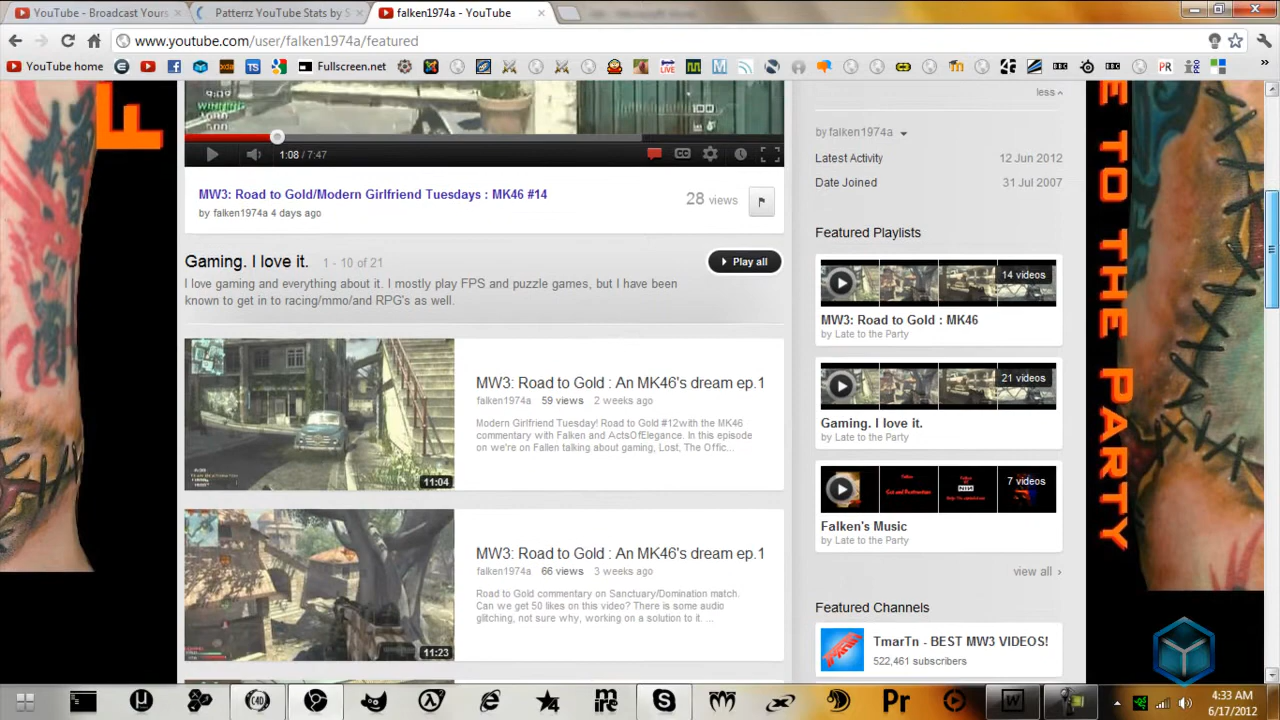 YouTube - Broadcast Yours
Patterrz YouTube Stats by S
falken1974a - YouTube
www.youtube.com/user/falken1974a/featured
YouTube home
Fullscreen.net
1:08 / 7:47
MW3: Road to Gold/Modern Girlfriend Tuesdays : MK46 #14
by falken1974a 4 days ago
28 views
Gaming. I love it. 1 - 10 of 21
Play all
I love gaming and everything about it. I mostly play FPS and puzzle games, but I have been
known to get in to racing/mmo/and RPG's as well.
MW3: Road to Gold : An MK46's dream ep.1
falken1974a 59 views 2 weeks ago
Modern Girlfriend Tuesday! Road to Gold #12with the MK46
commentary with Falken and ActsOfElegance. In this episode
on we're on Fallen talking about gaming, Lost, The Offic...
11:04
MW3: Road to Gold : An MK46's dream ep.1
falken1974a 66 views 3 weeks ago
Road to Gold commentary on Sanctuary/Domination match.
Can we get 50 likes on this video? There is some audio
glitching, not sure why, working on a solution to it. ...
11:23
less
by falken1974a
Latest Activity 12 Jun 2012
Date Joined 31 Jul 2007
Featured Playlists
14 videos
MW3: Road to Gold : MK46
by Late to the Party
21 videos
Gaming. I love it.
by Late to the Party
7 videos
Falken's Music
by Late to the Party
view all
Featured Channels
TmarTn - BEST MW3 VIDEOS!
522,461 subscribers
F
E TO THE PARTY
4:33 AM
6/17/2012